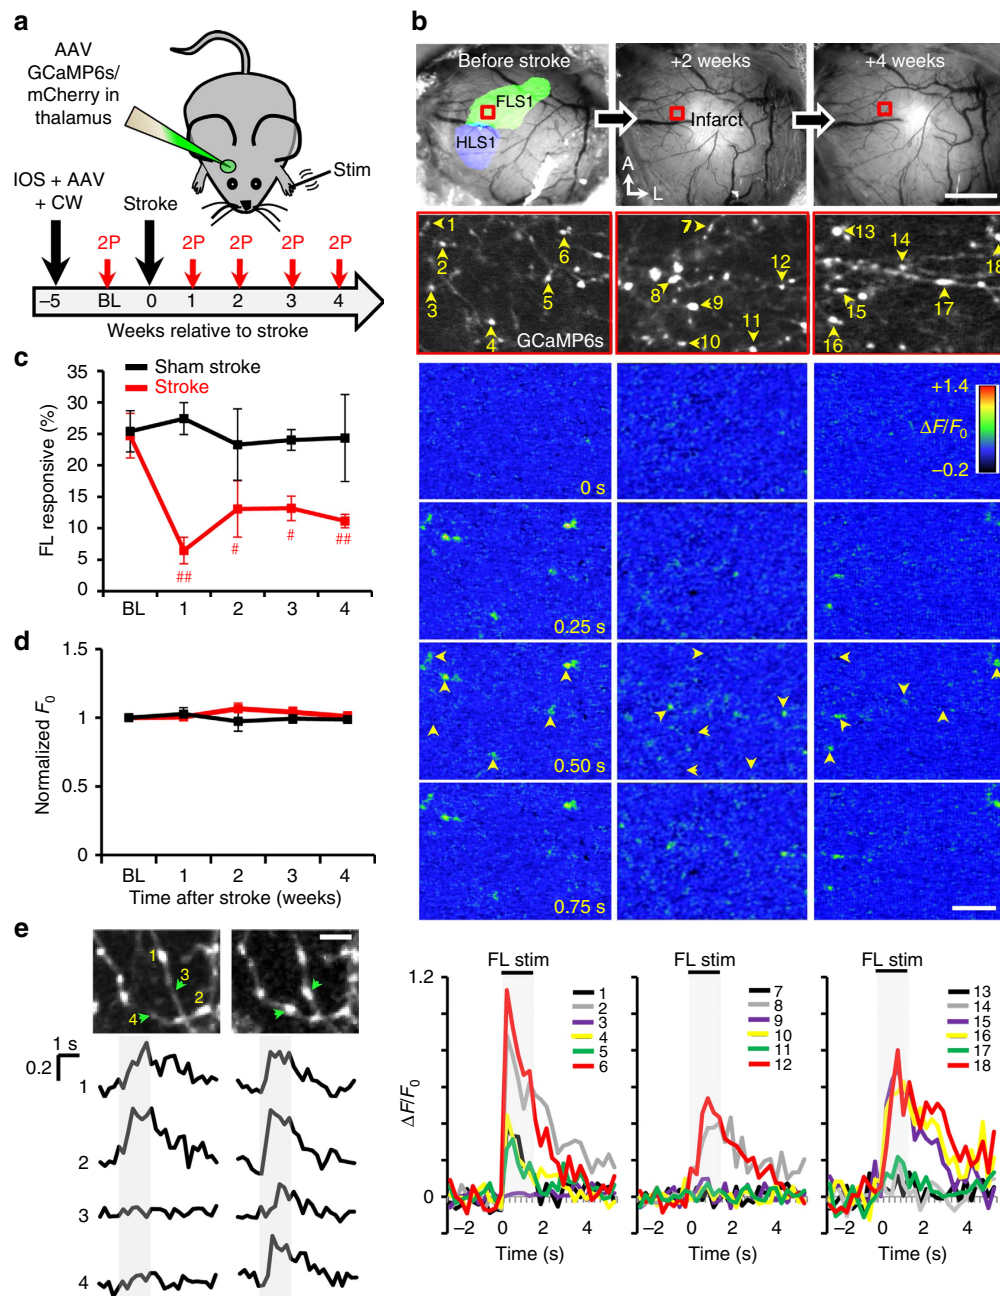 a
AAV
GCaMP6s/
mCherry in
thalamus
Stim
IOS + AAV
+ CW
Stroke
2P
2P
2P
2P
2P
–5
BL
0
1
2
3
4
Weeks relative to stroke
b
Before stroke
+2 weeks
+4 weeks
FLS1
HLS1
Infarct
A
L
1
2
3
4
5
6
GCaMP6s
7
8
9
10
11
12
13
14
15
16
17
18
+1.4
ΔF/F0
–0.2
0 s
0.25 s
0.50 s
0.75 s
c
Sham stroke
Stroke
FL responsive (%)
35
30
25
20
15
10
5
0
##
#
#
##
BL
1
2
3
4
d
Normalized F0
1.5
1
0.5
0
BL
1
2
3
4
Time after stroke (weeks)
e
1
3
2
4
1 s
0.2
1
2
3
4
FL stim
FL stim
FL stim
1.2
ΔF/F0
0
1
2
3
4
5
6
7
8
9
10
11
12
13
14
15
16
17
18
–2
0
2
4
Time (s)
–2
0
2
4
Time (s)
–2
0
2
4
Time (s)